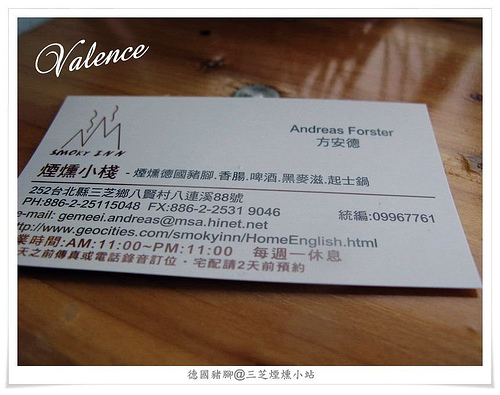 Valence
SMOKY INN
Andreas Forster
方安德
煙燻小棧 - 煙燻德國豬腳.香腸.啤酒.黑麥滋.起士鍋
252台北縣三芝鄉八賢村八連溪88號
PH:886-2-25115048 FX:886-2-2531 9046
統編:09967761
e-mail: gemeei.andreas@msa.hinet.net
ttp://www.geocities.com/smokyinn/HomeEnglish.html
業時間:AM:11:00~PM:11:00 每週一休息
天之前傳真或電話錄音訂位。宅配請2天前預約
德國豬腳@三芝煙燻小站